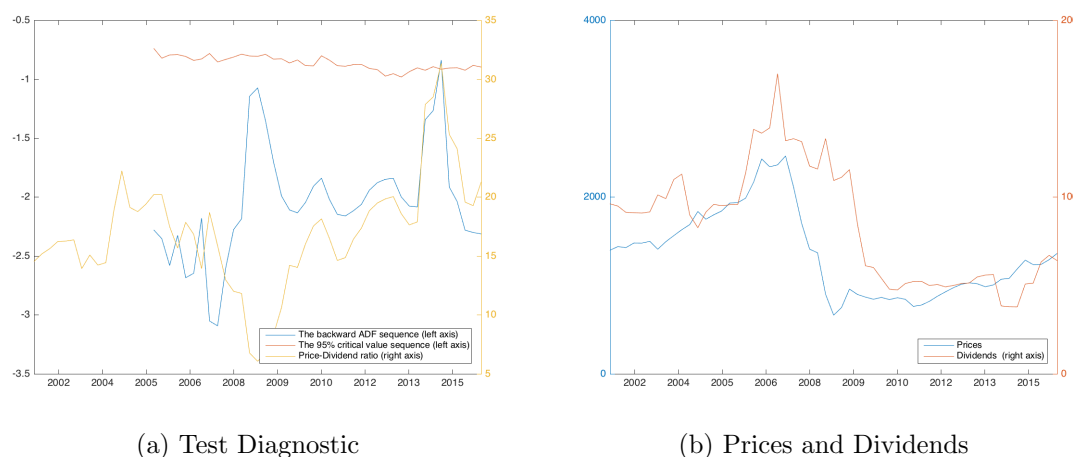 -0.5
-1
-1.5
-2
-2.5
-3
-3.5
35
30
25
20
15
10
5
2002 2004 2005 2006 2008 2009 2010 2012 2013 2015
The backward ADF sequence (left axis)
The 95% critical value sequence (left axis)
Price-Dividend ratio (right axis)
(a) Test Diagnostic
4000
2000
0
0
2002 2004 2005 2006 2008 2009 2010 2012 2013 2015
Prices
Dividends (right axis)
(b) Prices and Dividends